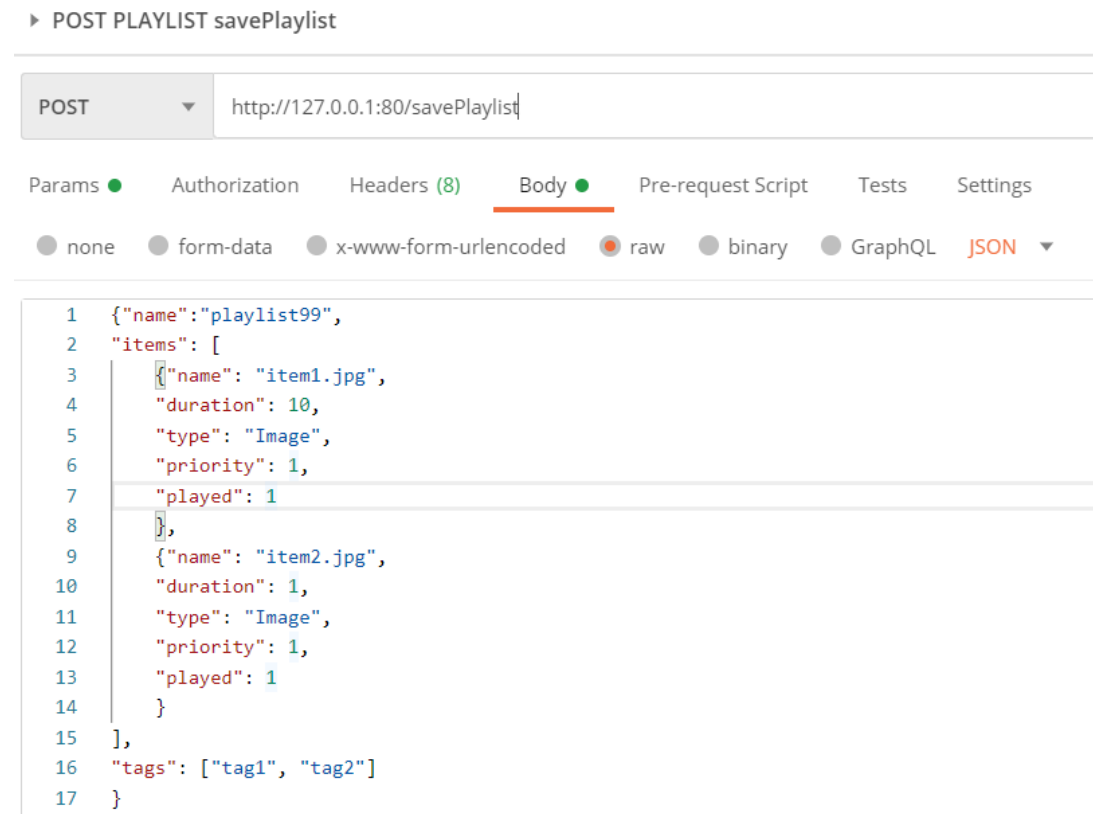 POST PLAYLIST savePlaylist
POST http://127.0.0.1:80/savePlaylist
Params Authorization Headers (8) Body Pre-request Script Tests Settings
none form-data x-www-form-urlencoded raw binary GraphQL JSON
1 {"name":"playlist99",
2 "items": [
3 {"name": "item1.jpg",
4 "duration": 10,
5 "type": "Image",
6 "priority": 1,
7 "played": 1
8 },
9 {"name": "item2.jpg",
10 "duration": 1,
11 "type": "Image",
12 "priority": 1,
13 "played": 1
14 }
15 ],
16 "tags": ["tag1", "tag2"]
17 }